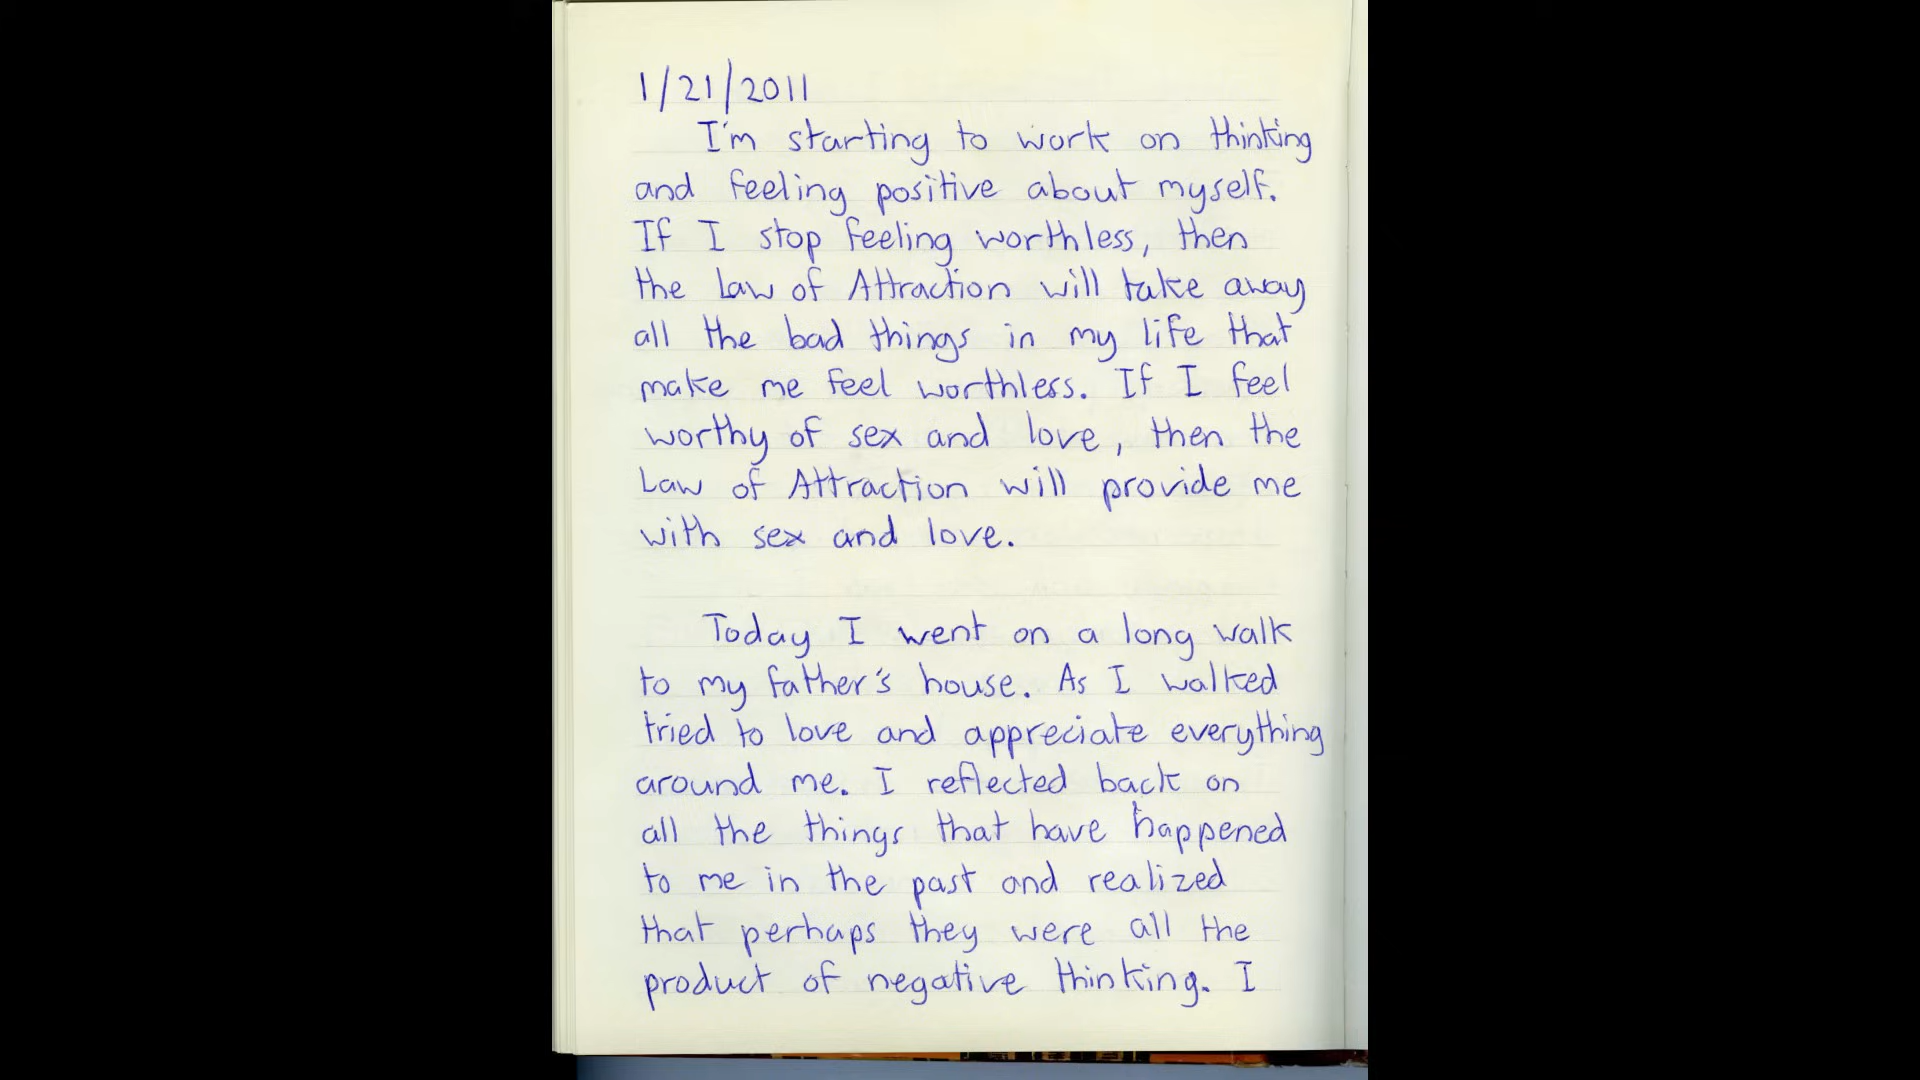 1/21/2011
I'm starting to work on thinking
and feeling positive about myself.
If I stop feeling worthless, then
the Law of Attraction will take away
all the bad things in my life that
make me feel worthless. If I feel
worthy of sex and love, then the
Law of Attraction will provide me
with sex and love.
Today I went on a long walk
to my father's house. As I walked
tried to love and appreciate everything
around me. I reflected back on
all the things that have happened
to me in the past and realized
that perhaps they were all the
product of negative thinking. I